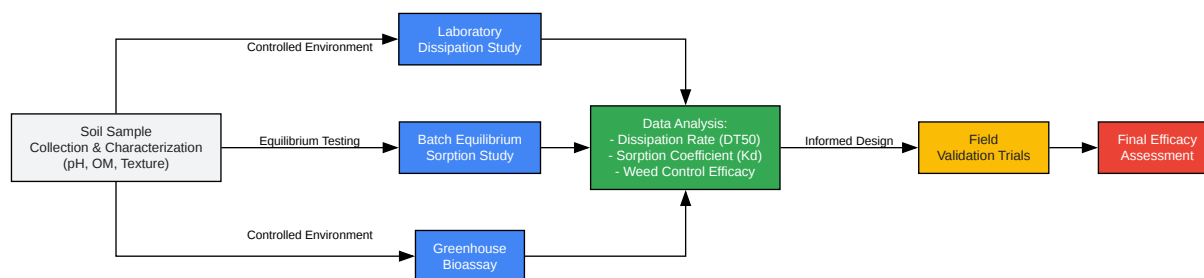 Laboratory
Dissipation Study
Controlled Environment
Soil Sample
Collection & Characterization
(pH, OM, Texture)
Equilibrium Testing
Batch Equilibrium
Sorption Study
Data Analysis:
- Dissipation Rate (DT50)
- Sorption Coefficient (Kd)
- Weed Control Efficacy
Informed Design
Field
Validation Trials
Final Efficacy
Assessment
Controlled Environment
Greenhouse
Bioassay